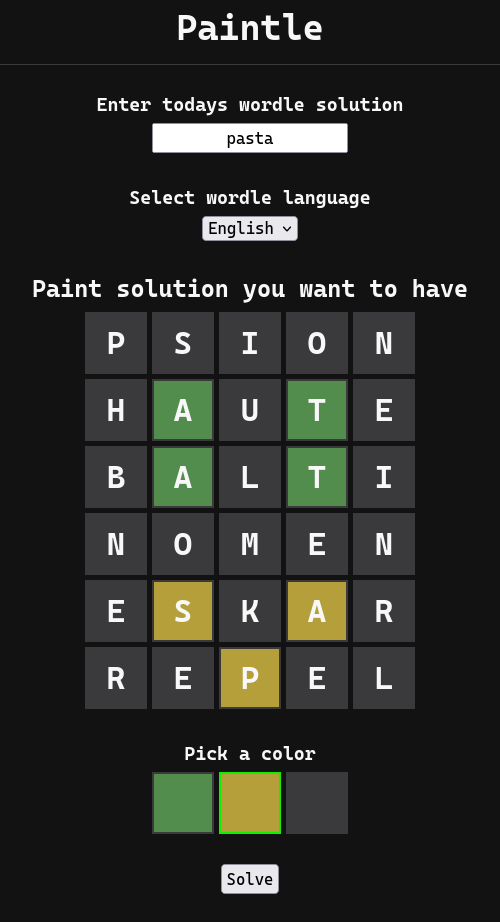 Paintle
Enter todays wordle solution
pasta
Select wordle language
English
Paint solution you want to have
P S I O N
H A U T E
B A L T I
N O M E N
E S K A R
R E P E L
Pick a color
Solve